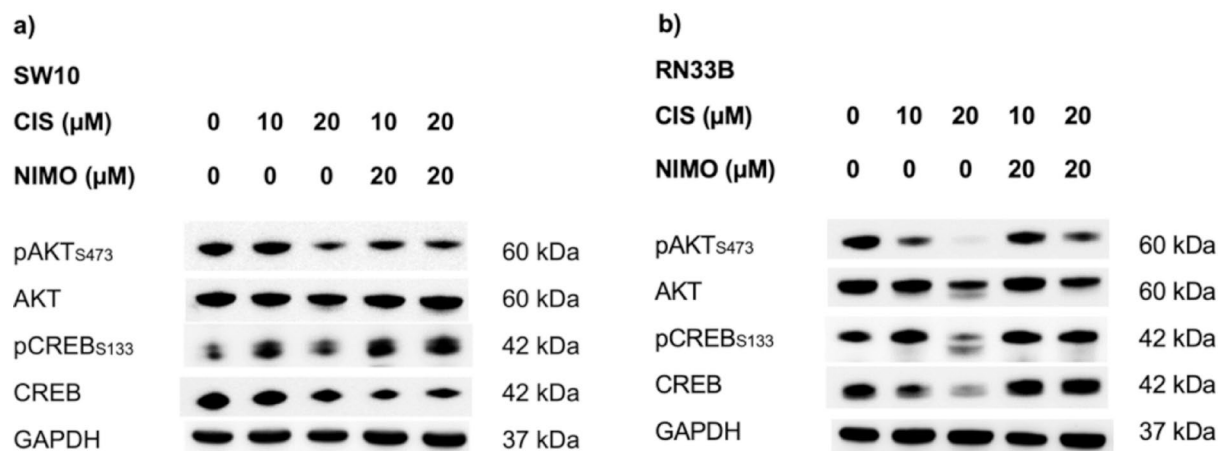 a)
SW10
CIS (µM) 0 10 20 10 20
NIMO (µM) 0 0 0 20 20
pAKTS473 60 kDa
AKT 60 kDa
pCREBS133 42 kDa
CREB 42 kDa
GAPDH 37 kDa
b)
RN33B
CIS (µM) 0 10 20 10 20
NIMO (µM) 0 0 0 20 20
pAKTS473 60 kDa
AKT 60 kDa
pCREBS133 42 kDa
CREB 42 kDa
GAPDH 37 kDa